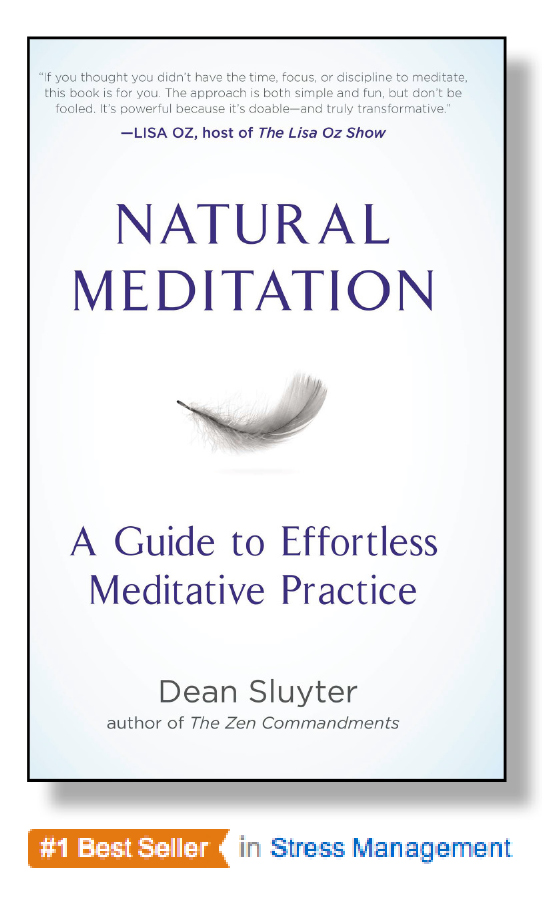 “If you thought you didn’t have the time, focus, or discipline to meditate,
this book is for you. The approach is both simple and fun, but don’t be
fooled. It’s powerful because it’s doable—and truly transformative.”
—LISA OZ, host of The Lisa Oz Show
NATURAL
MEDITATION
A Guide to Effortless
Meditative Practice
Dean Sluyter
author of The Zen Commandments
#1 Best Seller in Stress Management